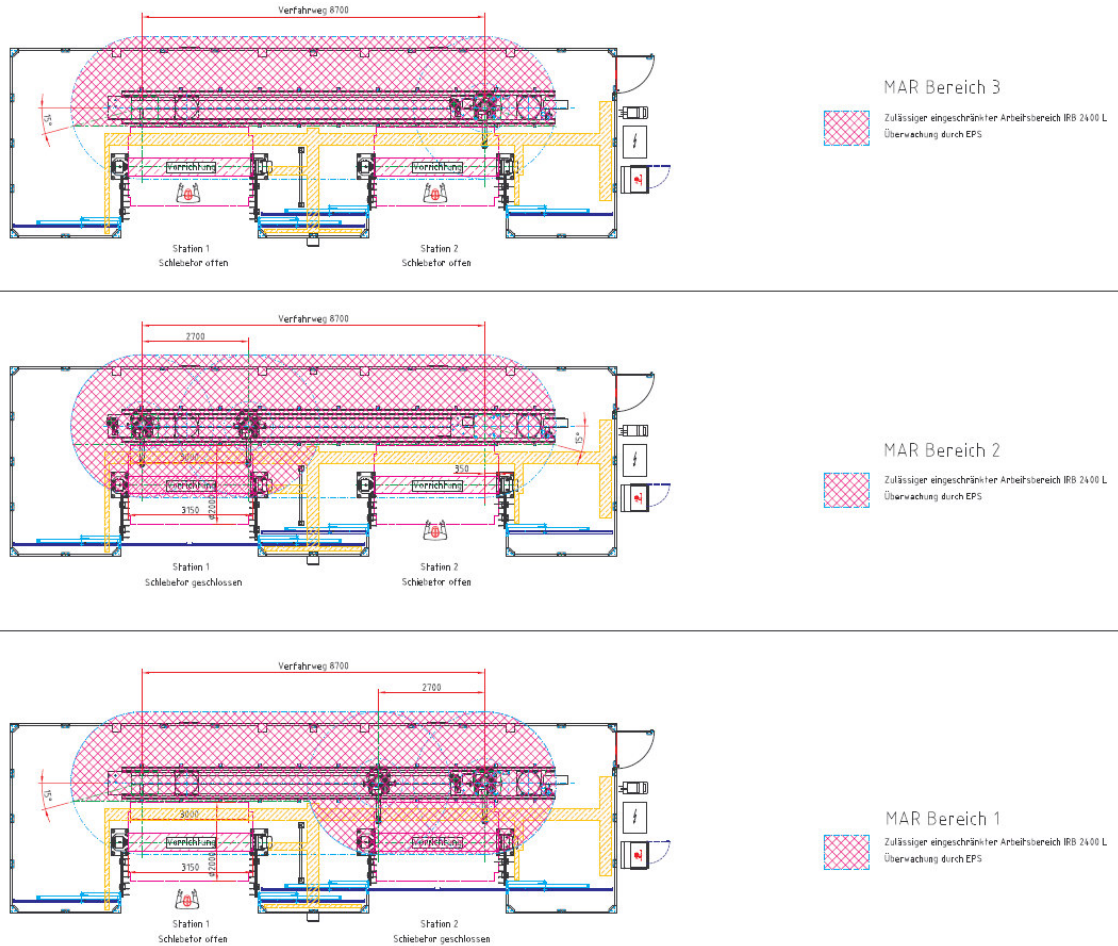 Verfahrweg 8700
MAR Bereich 3
Zulässiger eingeschränkter Arbeitsbereich IRB 2400 L
Überwachung durch EPS
15°
Vorrichtung
Vorrichtung
Station 1
Schiebetor offen
Station 2
Schiebetor offen
Verfahrweg 8700
2700
MAR Bereich 2
Zulässiger eingeschränkter Arbeitsbereich IRB 2400 L
Überwachung durch EPS
15°
3000
350
Vorrichtung
Vorrichtung
3150
ø2000
Station 1
Schiebetor geschlossen
Station 2
Schiebetor offen
Verfahrweg 8700
2700
MAR Bereich 1
Zulässiger eingeschränkter Arbeitsbereich IRB 2400 L
Überwachung durch EPS
15°
3000
Vorrichtung
Vorrichtung
3150
ø2000
Station 1
Schiebetor offen
Station 2
Schiebetor geschlossen